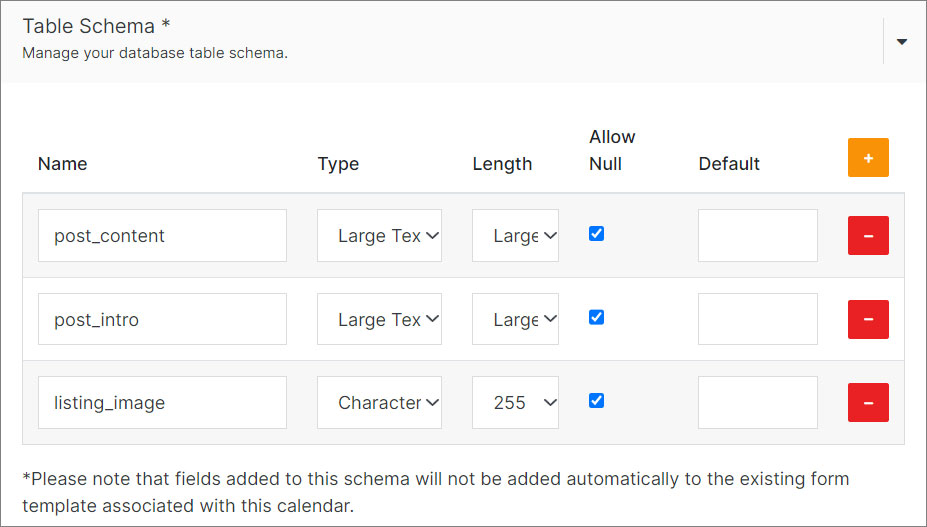 Table Schema *
Manage your database table schema.
Allow
Name Type Length Null Default +
post_content Large Tex Large −
post_intro Large Tex Large −
listing_image Character 255 −
*Please note that fields added to this schema will not be added automatically to the existing form
template associated with this calendar.